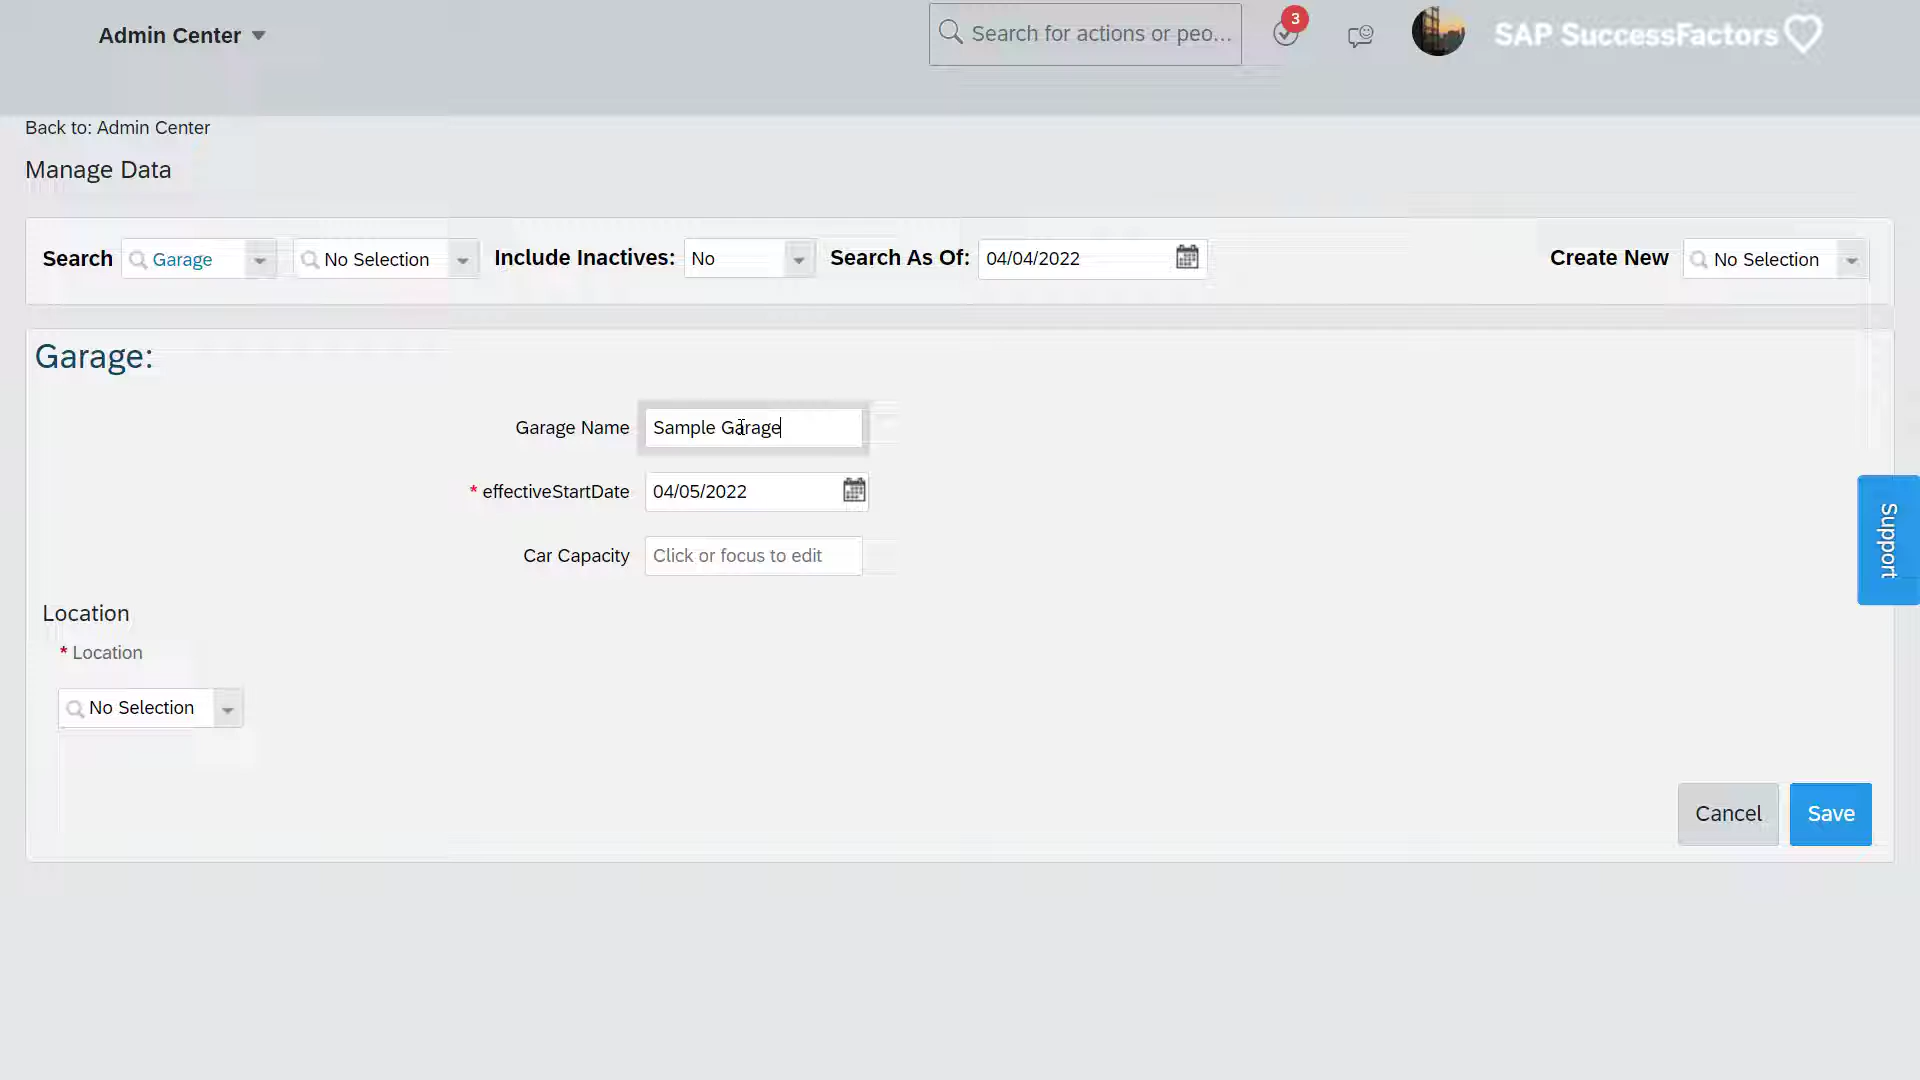 Admin Center
Search for actions or peo...
3
SAP SuccessFactors
Back to: Admin Center
Manage Data
Search Garage No Selection Include Inactives: No Search As Of: 04/04/2022 Create New No Selection
Garage:
Garage Name Sample Garage
* effectiveStartDate 04/05/2022
Car Capacity Click or focus to edit
Support
Location
* Location
No Selection
Cancel Save